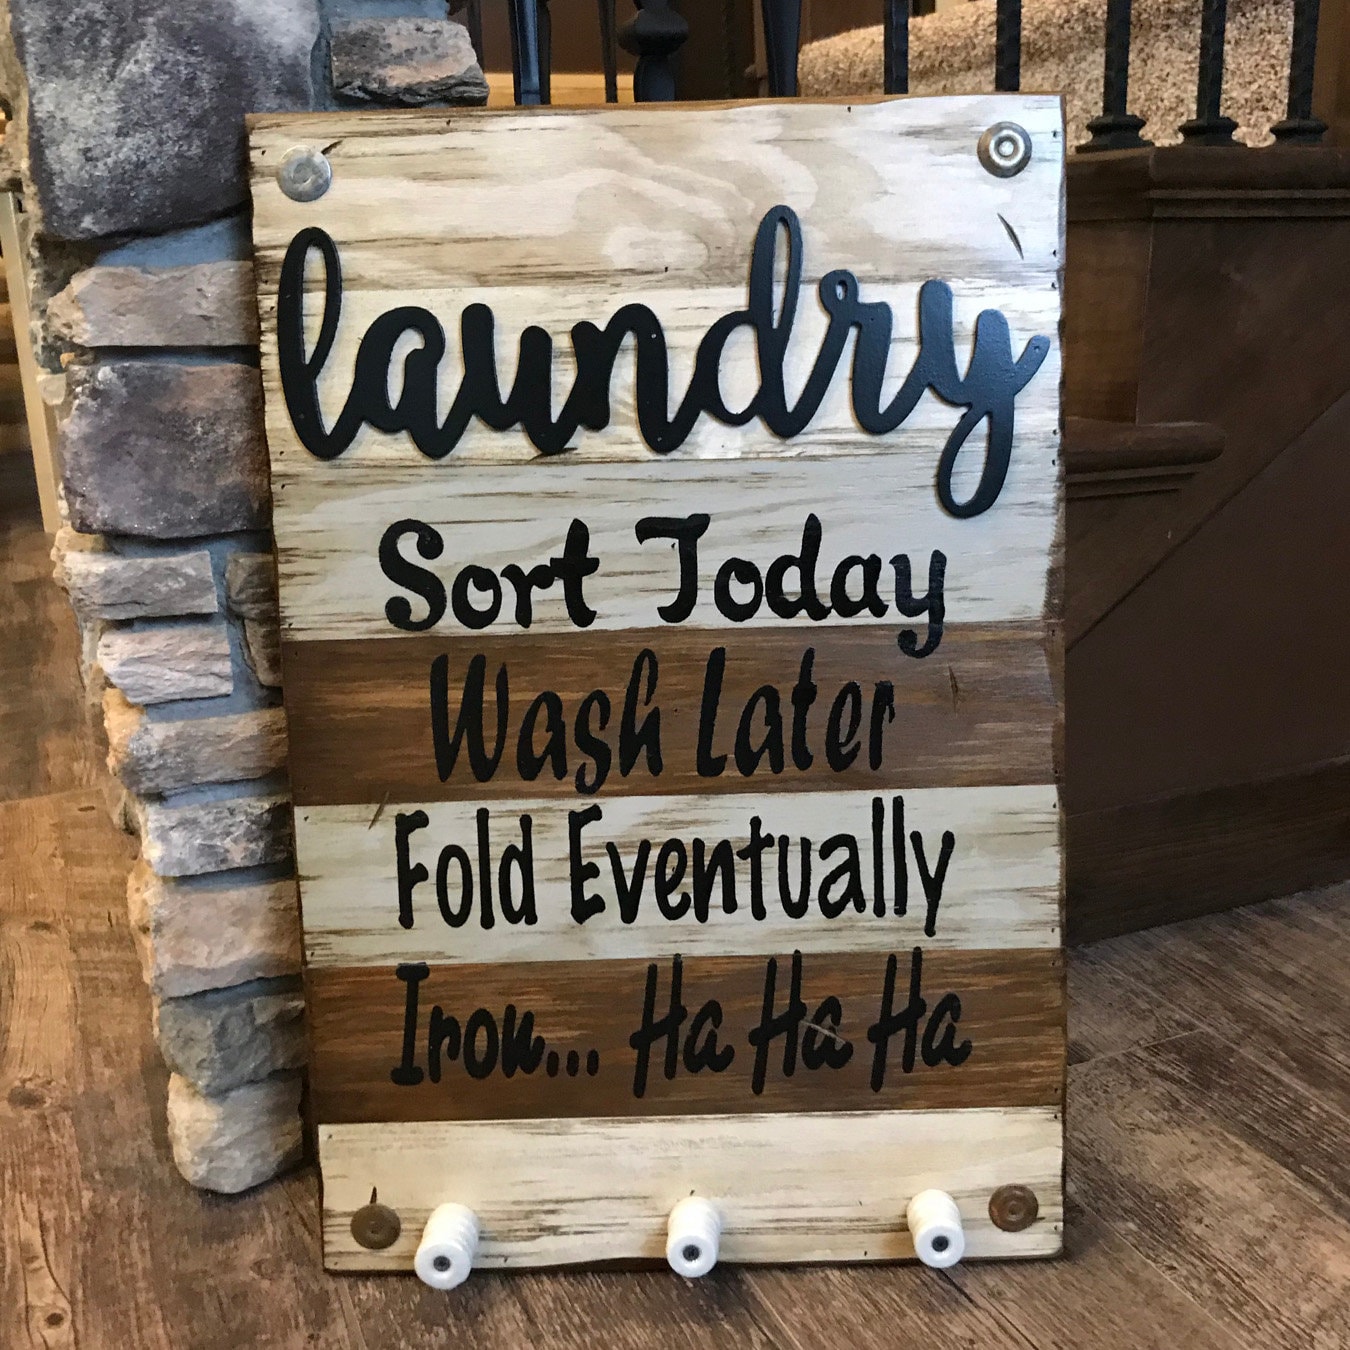 laundry
Sort Today
Wash Later
Fold Eventually
Iron... Ha Ha Ha